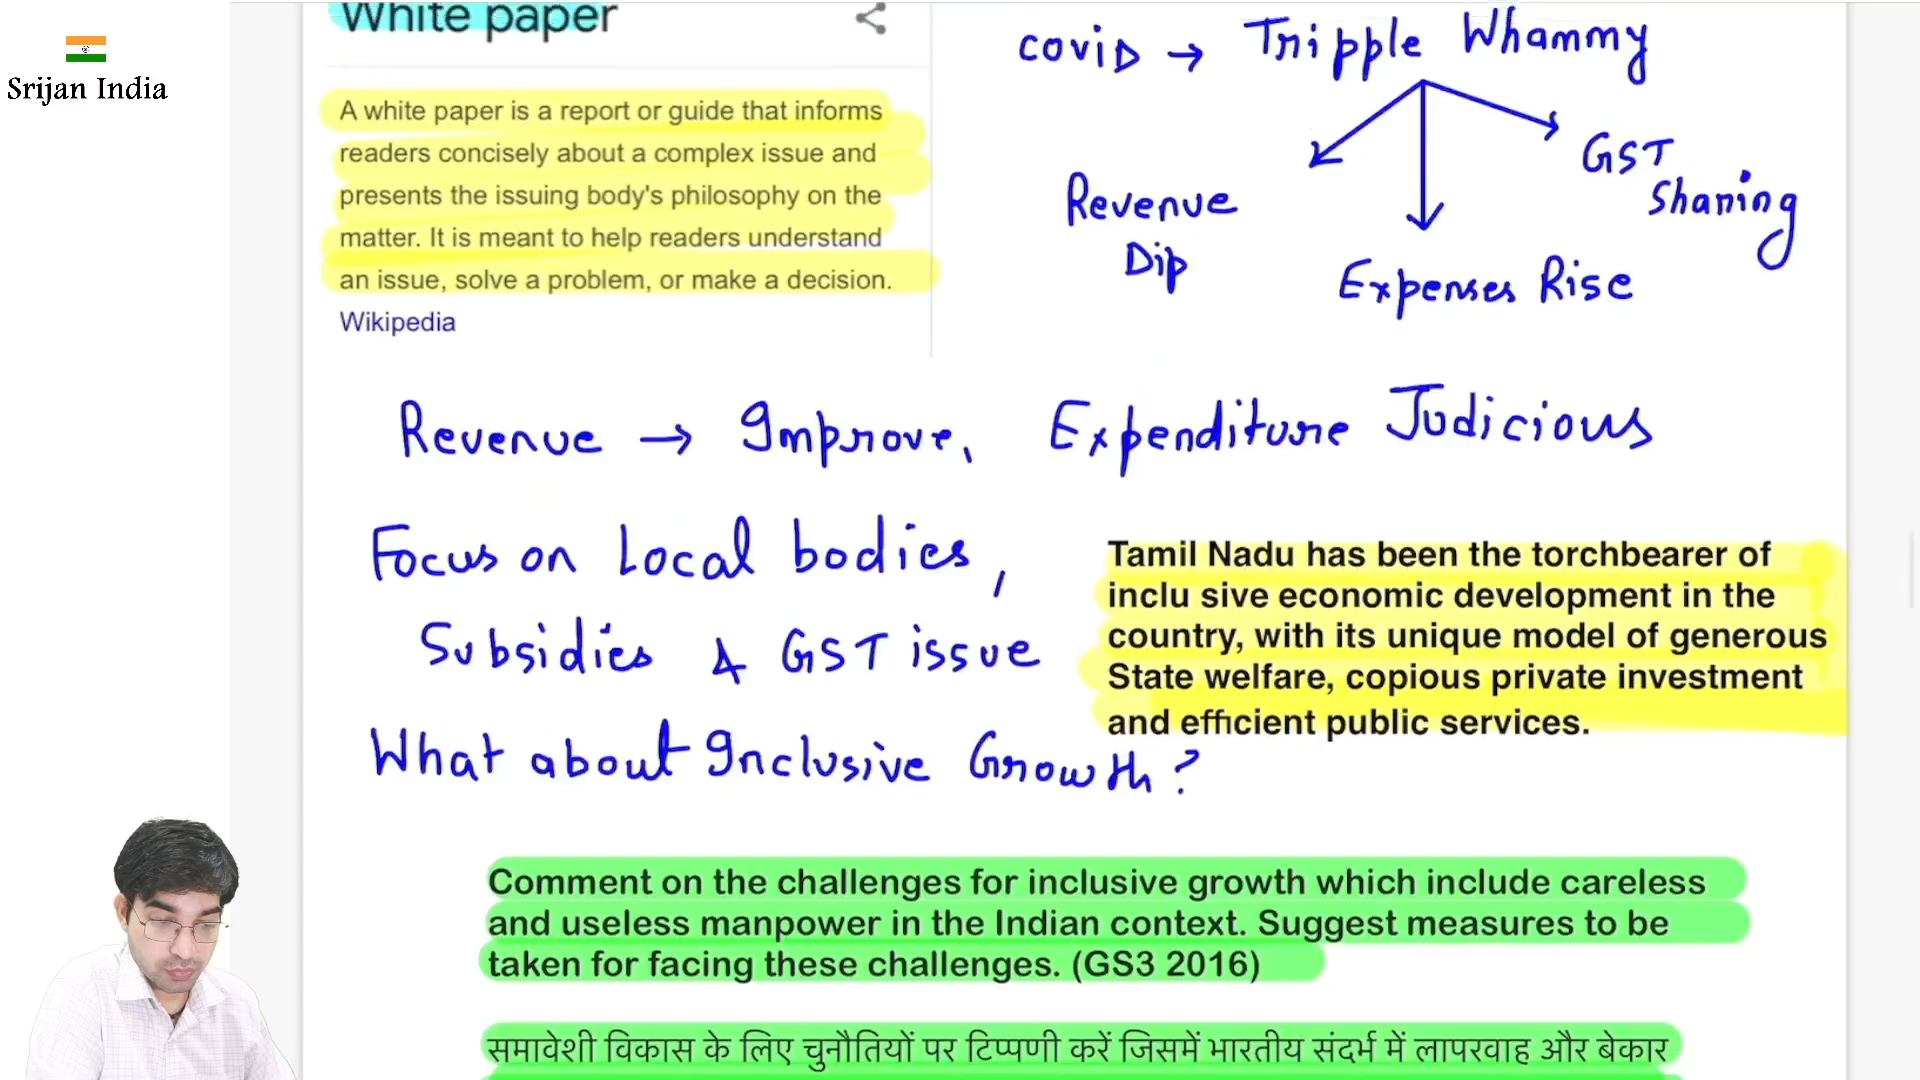 Srijan India
White paper
A white paper is a report or guide that informs
readers concisely about a complex issue and
presents the issuing body's philosophy on the
matter. It is meant to help readers understand
an issue, solve a problem, or make a decision.
Wikipedia
COVID → Tripple Whammy
Revenue
Dip
Expenses Rise
GST
Sharing
Revenue → Improve, Expenditure Judicious
Focus on Local bodies,
Subsidies & GST issue
What about Inclusive Growth?
Tamil Nadu has been the torchbearer of
inclu sive economic development in the
country, with its unique model of generous
State welfare, copious private investment
and efficient public services.
Comment on the challenges for inclusive growth which include careless
and useless manpower in the Indian context. Suggest measures to be
taken for facing these challenges. (GS3 2016)
समावेशी विकास के लिए चुनौतियों पर टिप्पणी करें जिसमें भारतीय संदर्भ में लापरवाह और बेकार